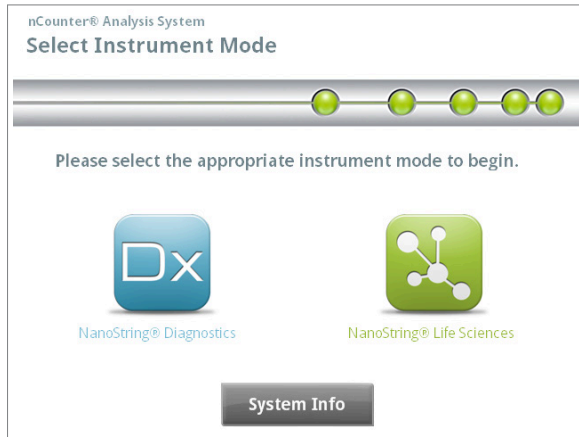 nCounter® Analysis System
Select Instrument Mode
Please select the appropriate instrument mode to begin.
Dx
NanoString® Diagnostics
NanoString® Life Sciences
System Info